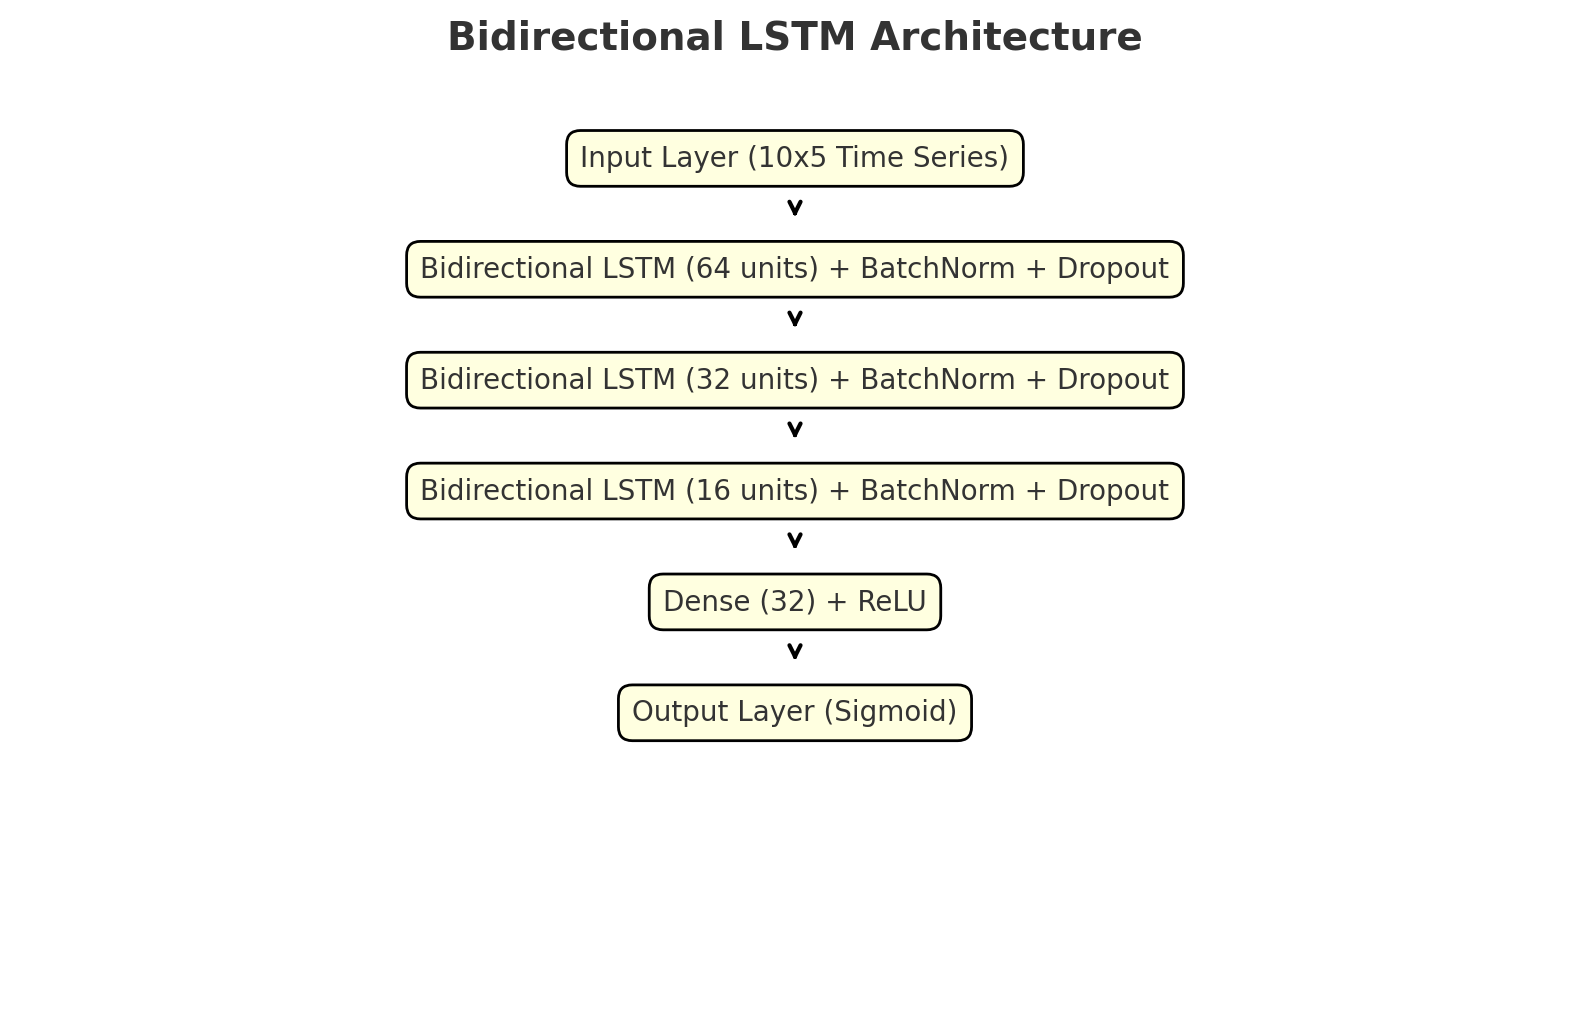 Bidirectional LSTM Architecture
Input Layer (10x5 Time Series)
Bidirectional LSTM (64 units) + BatchNorm + Dropout
Bidirectional LSTM (32 units) + BatchNorm + Dropout
Bidirectional LSTM (16 units) + BatchNorm + Dropout
Dense (32) + ReLU
Output Layer (Sigmoid)